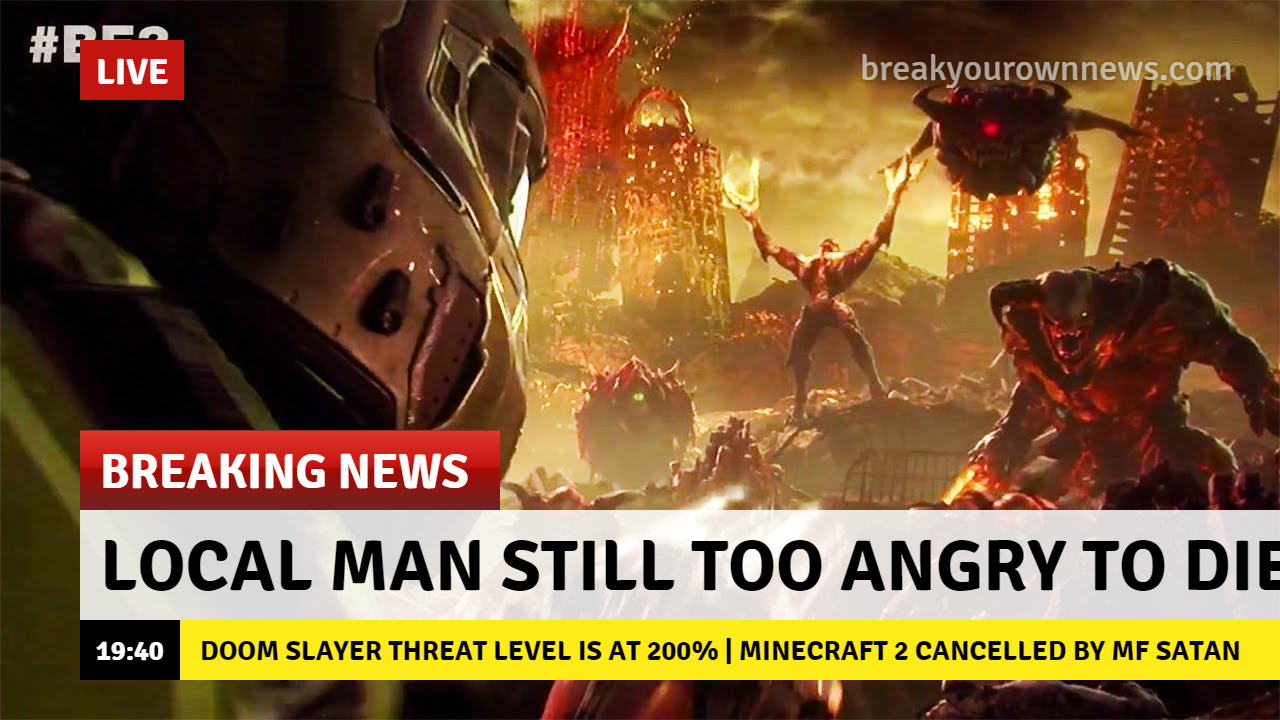 LIVE
breakyourownnews.com
BREAKING NEWS
LOCAL MAN STILL TOO ANGRY TO DIE
19:40
DOOM SLAYER THREAT LEVEL IS AT 200% | MINECRAFT 2 CANCELLED BY MF SATAN